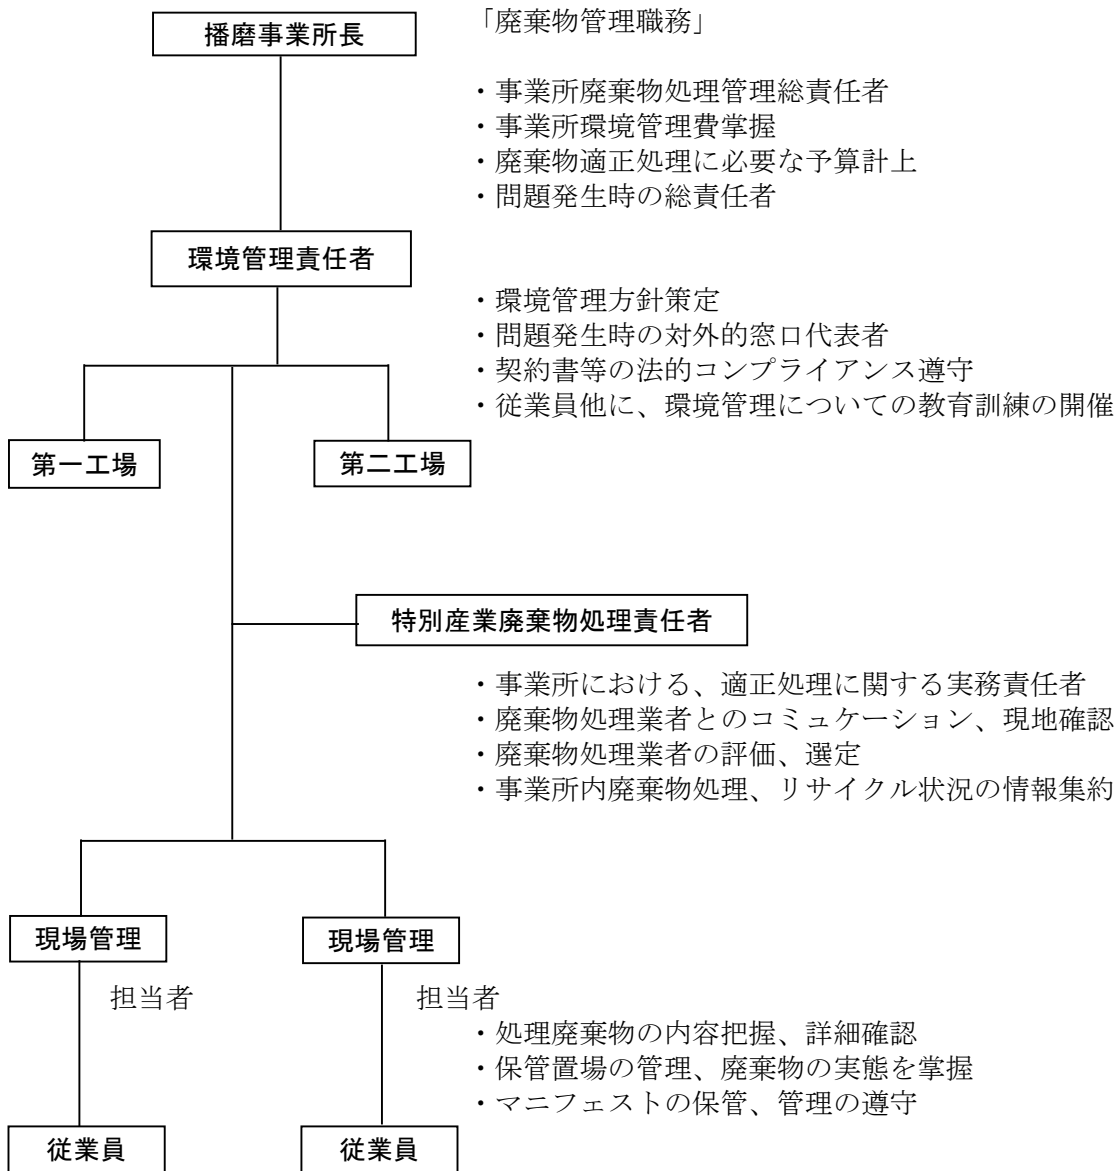 播磨事業所長
「廃棄物管理職務」
・事業所廃棄物処理管理総責任者
・事業所環境管理費掌握
・廃棄物適正処理に必要な予算計上
・問題発生時の総責任者
環境管理責任者
・環境管理方針策定
・問題発生時の対外的窓口代表者
・契約書等の法的コンプライアンス遵守
・従業員他に、環境管理についての教育訓練の開催
第一工場
第二工場
特別産業廃棄物処理責任者
・事業所における、適正処理に関する実務責任者
・廃棄物処理業者とのコミュケーション、現地確認
・廃棄物処理業者の評価、選定
・事業所内廃棄物処理、リサイクル状況の情報集約
現場管理
現場管理
担当者
担当者
・処理廃棄物の内容把握、詳細確認
・保管置場の管理、廃棄物の実態を掌握
・マニフェストの保管、管理の遵守
従業員
従業員